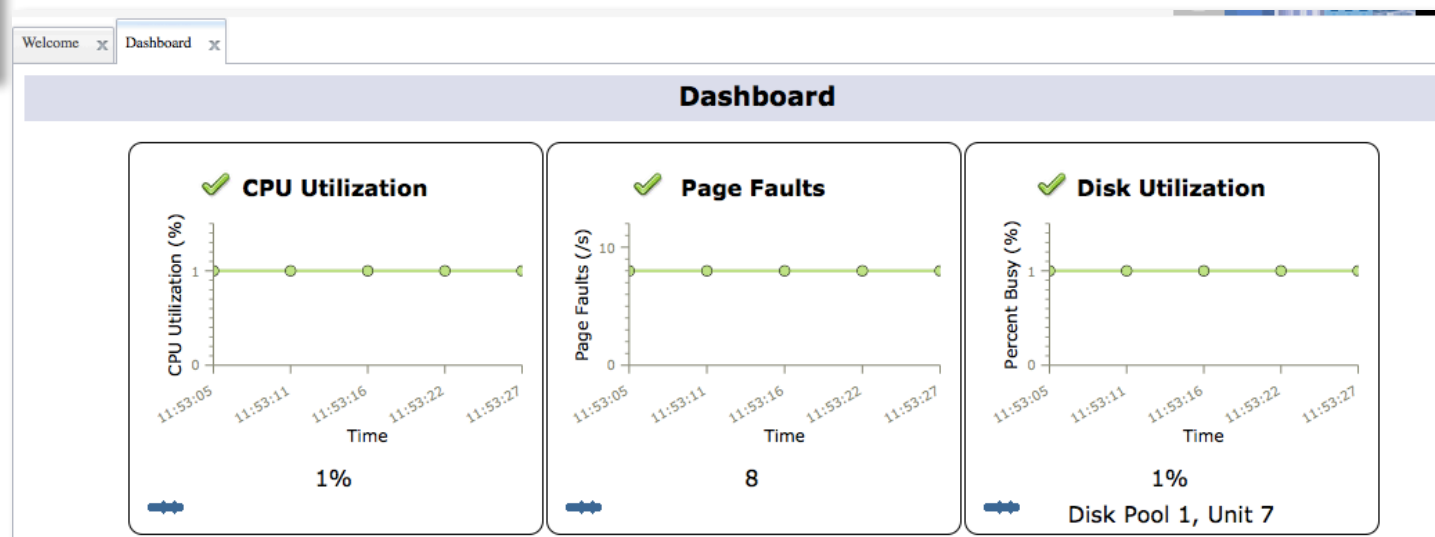 Welcome x Dashboard x
Dashboard
CPU Utilization
CPU Utilization (%)
1
0
11:53:05 11:53:11 11:53:16 11:53:22 11:53:27
Time
1%
Page Faults
Page Faults (/s)
10
0
11:53:05 11:53:11 11:53:16 11:53:22 11:53:27
Time
8
Disk Utilization
Percent Busy (%)
1
0
11:53:05 11:53:11 11:53:16 11:53:22 11:53:27
Time
1%
Disk Pool 1, Unit 7